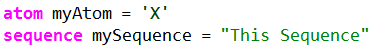 atom myAtom = 'X'
sequence mySequence = "This Sequence"